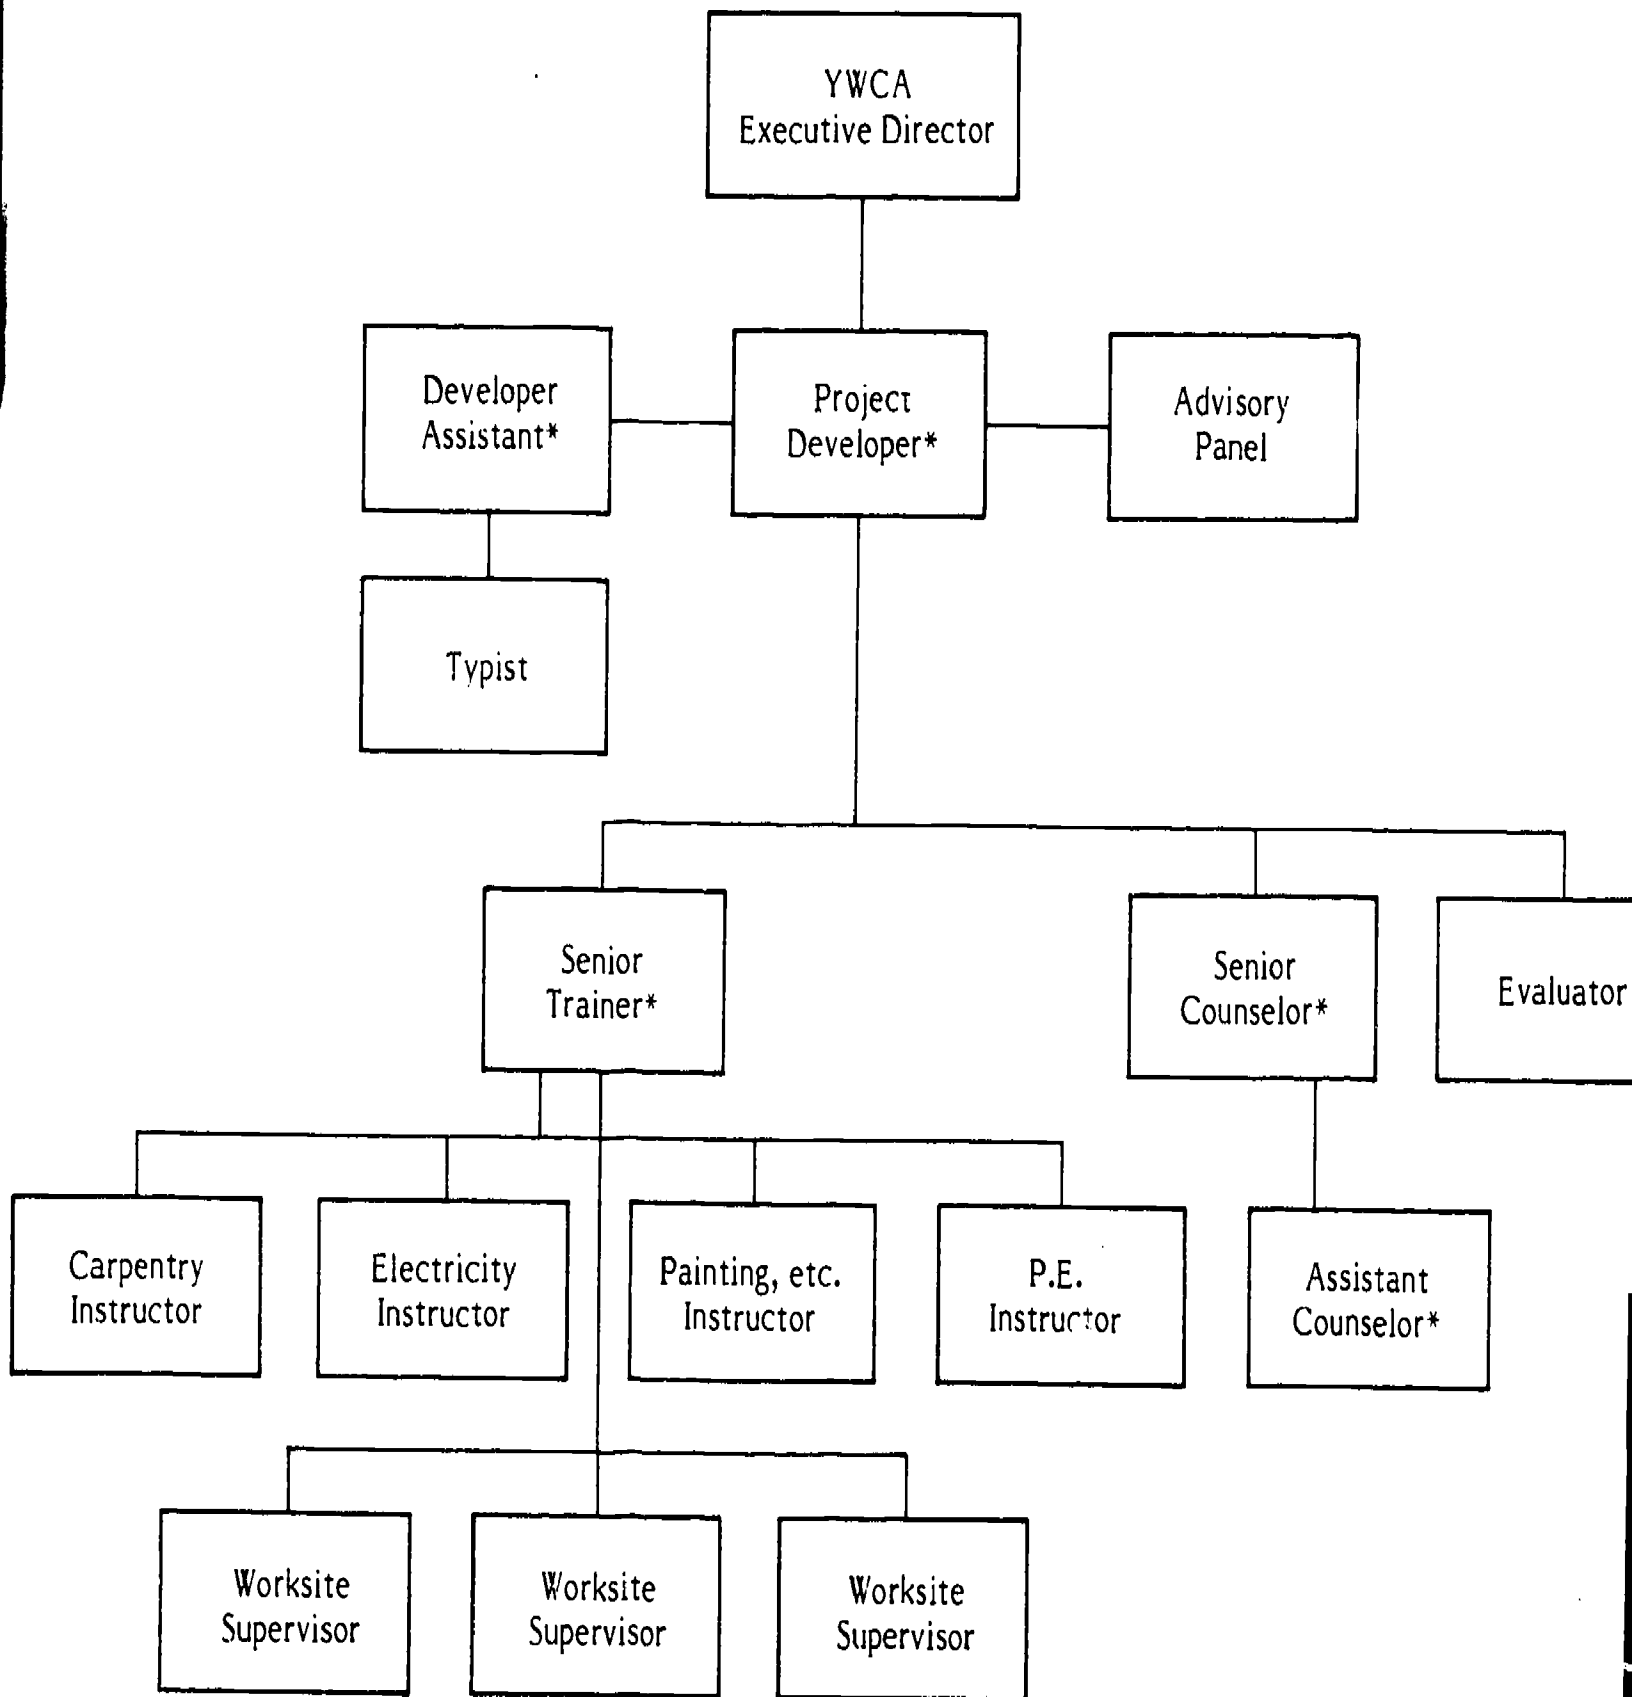 YWCA
Executive Director
Developer
Assistant*
Project
Developer*
Advisory
Panel
Typist
Senior
Trainer*
Senior
Counselor*
Evaluator
Carpentry
Instructor
Electricity
Instructor
Painting, etc.
Instructor
P.E.
Instructor
Assistant
Counselor*
Worksite
Supervisor
Worksite
Supervisor
Worksite
Supervisor